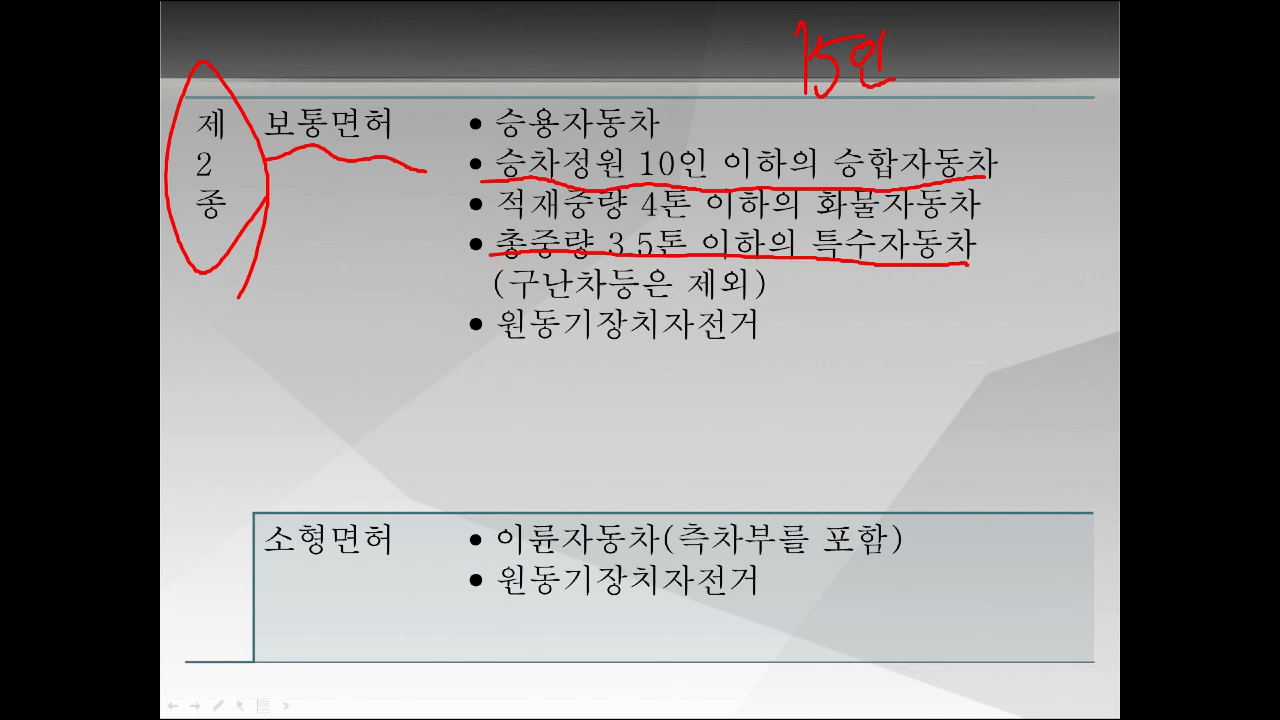 15인
제 보통면허 • 승용자동차
2 • 승차정원 10인 이하의 승합자동차
종 • 적재중량 4톤 이하의 화물자동차
• 총중량 3.5톤 이하의 특수자동차
(구난차등은 제외)
• 원동기장치자전거
소형면허 • 이륜자동차(측차부를 포함)
• 원동기장치자전거